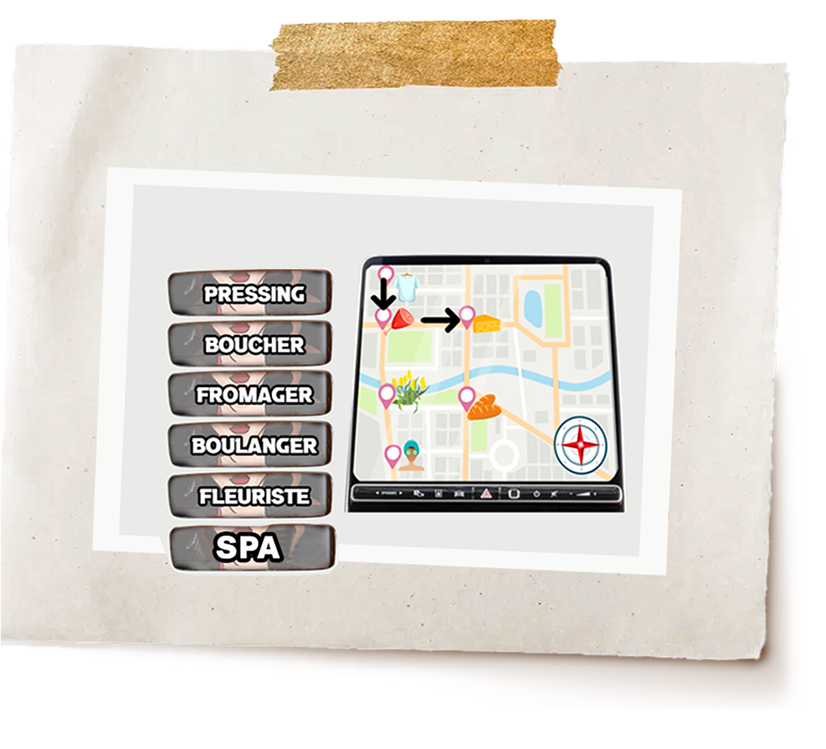 PRESSING
BOUCHER
FROMAGER
BOULANGER
FLEURISTE
SPA